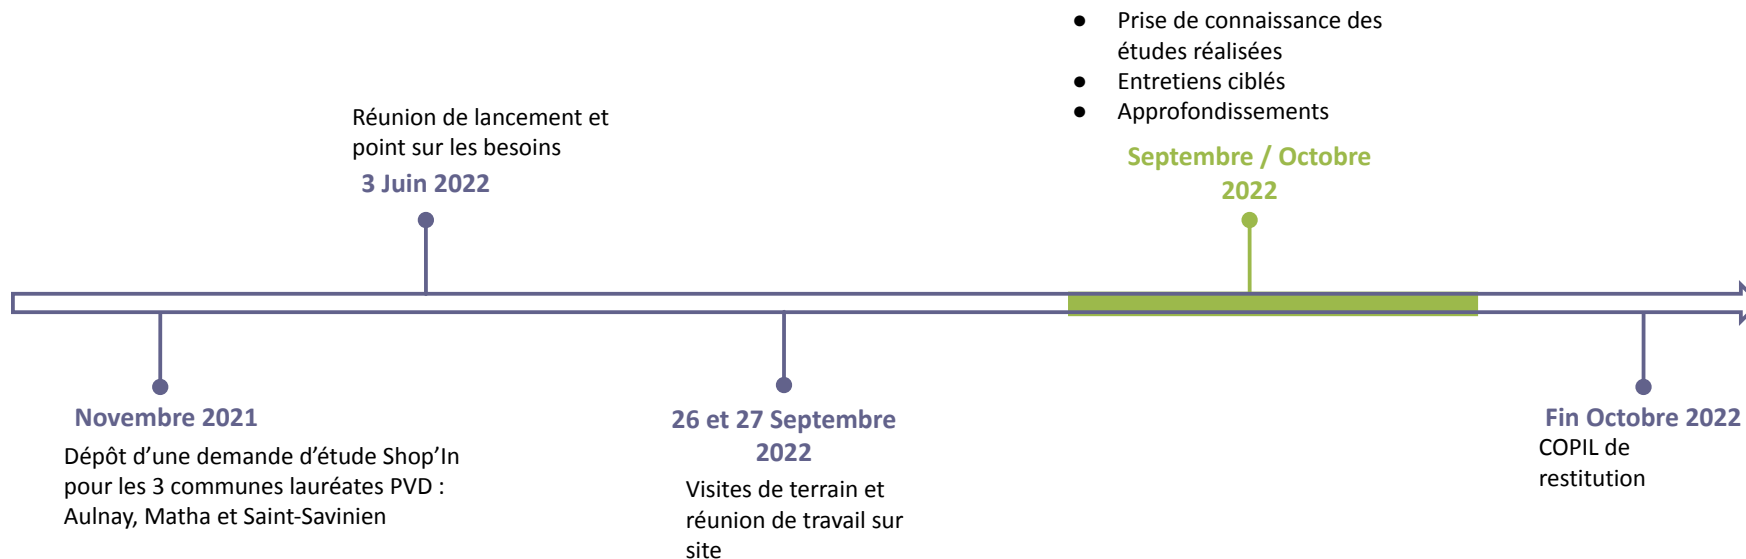 ● Prise de connaissance des
études réalisées
● Entretiens ciblés
● Approfondissements
Septembre / Octobre
2022
Réunion de lancement et
point sur les besoins
3 Juin 2022
Novembre 2021
Dépôt d’une demande d’étude Shop’In
pour les 3 communes lauréates PVD :
Aulnay, Matha et Saint-Savinien
26 et 27 Septembre
2022
Visites de terrain et
réunion de travail sur
site
Fin Octobre 2022
COPIL de
restitution